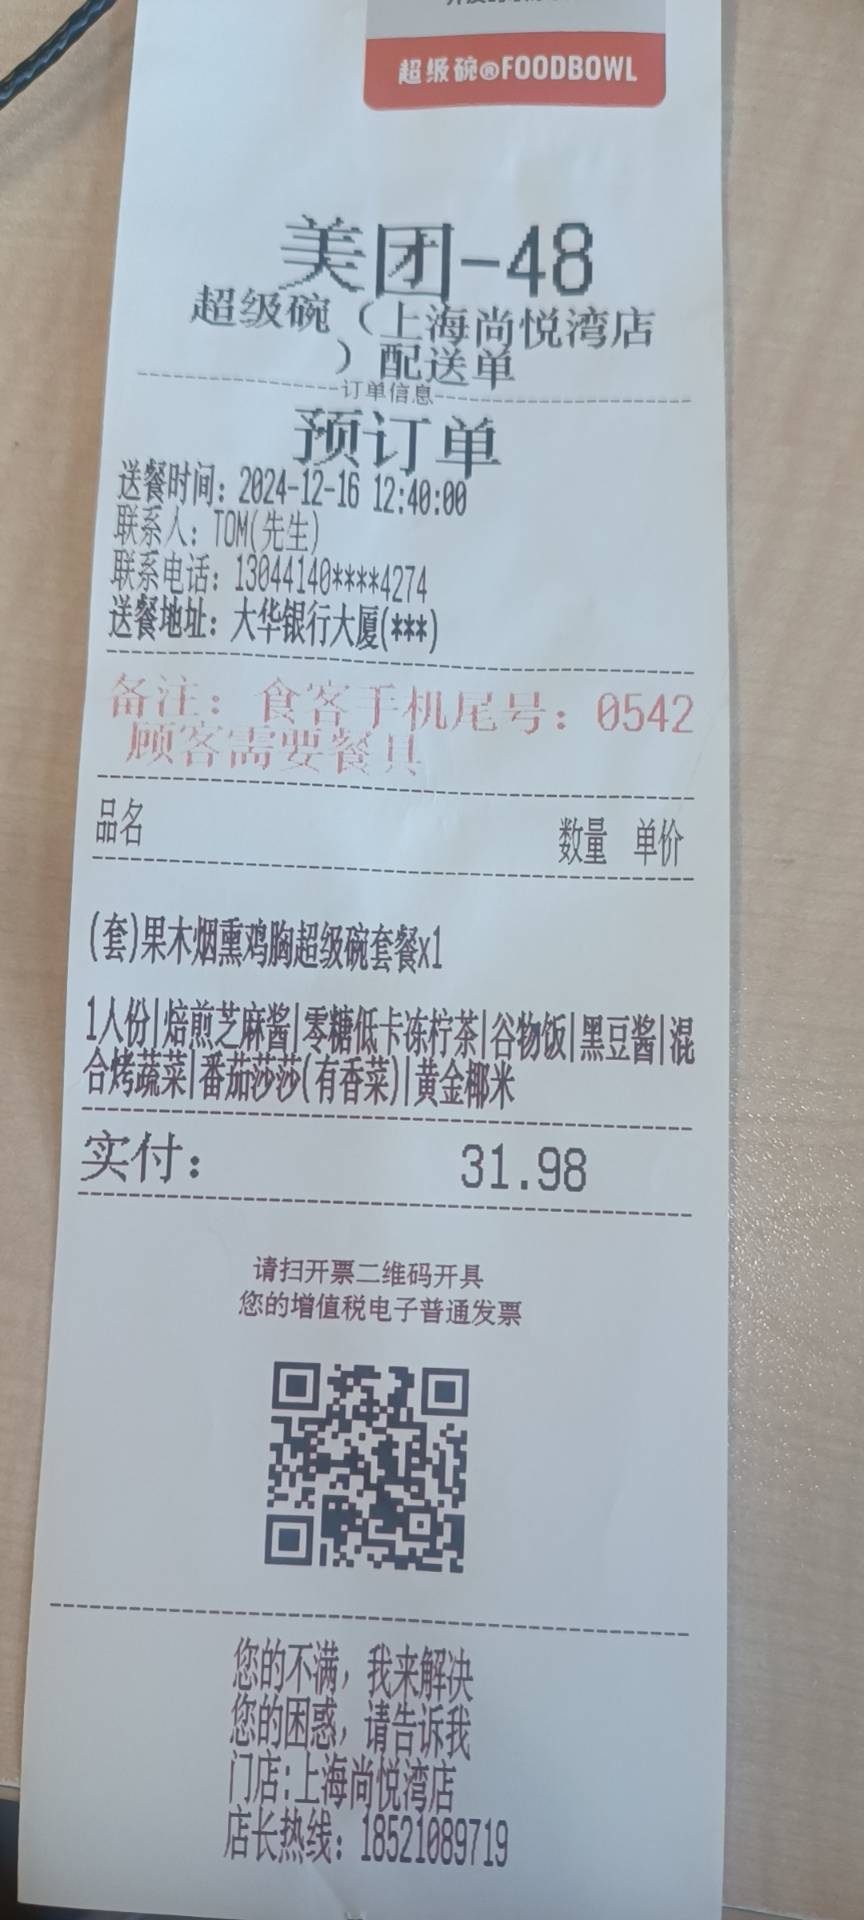 超级碗®FOODBOWL
美团-48
超级碗（上海尚悦湾店
）配送单
订单信息
预订单
送餐时间：2024-12-16 12:40:00
联系人：TOM(先生)
联系电话：13044140****4274
送餐地址：大华银行大厦(***)
备注：食客手机尾号：0542
顾客需要餐具
品名 数量 单价
(套)果木烟熏鸡胸超级碗套餐x1
1人份|焙煎芝麻酱|零糖低卡冻柠茶|谷物饭|黑豆酱|混
合烤蔬菜|番茄莎莎(有香菜)|黄金椰米
实付： 31.98
请扫开票二维码开具
您的增值税电子普通发票
您的不满，我来解决
您的困惑，请告诉我
门店:上海尚悦湾店
店长热线：18521089719